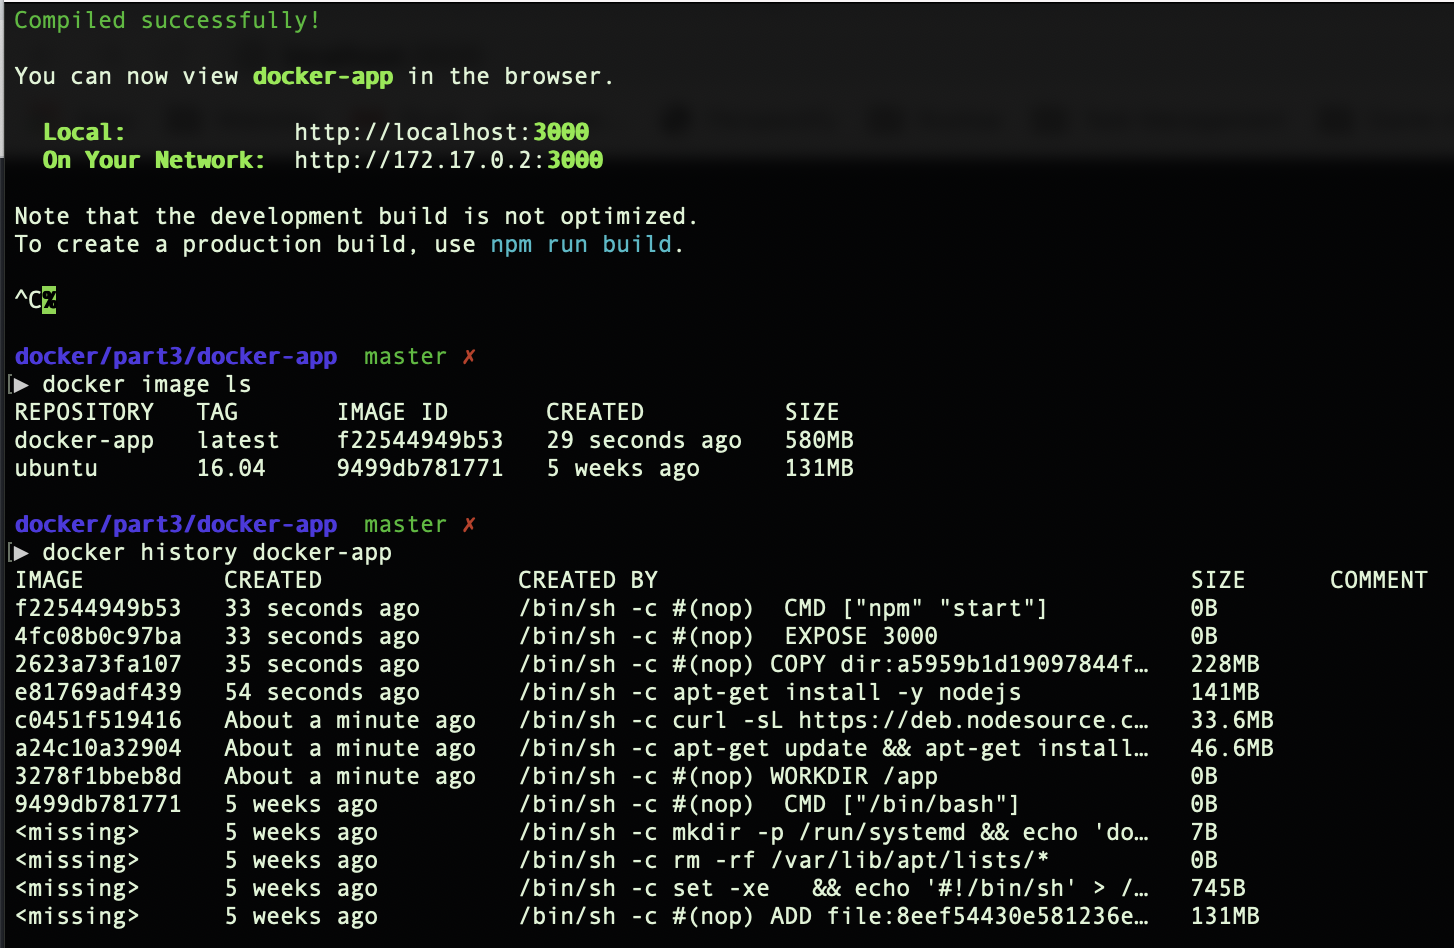 Compiled successfully!
You can now view docker-app in the browser.
Local:            http://localhost:3000
On Your Network:  http://172.17.0.2:3000
Note that the development build is not optimized.
To create a production build, use npm run build.
^C%
docker/part3/docker-app  master ✗
[▶ docker image ls
REPOSITORY   TAG       IMAGE ID       CREATED          SIZE
docker-app   latest    f22544949b53   29 seconds ago   580MB
ubuntu       16.04     9499db781771   5 weeks ago      131MB
docker/part3/docker-app  master ✗
[▶ docker history docker-app
IMAGE          CREATED              CREATED BY                                      SIZE      COMMENT
f22544949b53   33 seconds ago       /bin/sh -c #(nop)  CMD ["npm" "start"]          0B
4fc08b0c97ba   33 seconds ago       /bin/sh -c #(nop)  EXPOSE 3000                  0B
2623a73fa107   35 seconds ago       /bin/sh -c #(nop) COPY dir:a5959b1d19097844f…   228MB
e81769adf439   54 seconds ago       /bin/sh -c apt-get install -y nodejs            141MB
c0451f519416   About a minute ago   /bin/sh -c curl -sL https://deb.nodesource.c…   33.6MB
a24c10a32904   About a minute ago   /bin/sh -c apt-get update && apt-get install…   46.6MB
3278f1bbeb8d   About a minute ago   /bin/sh -c #(nop) WORKDIR /app                  0B
9499db781771   5 weeks ago          /bin/sh -c #(nop)  CMD ["/bin/bash"]            0B
<missing>      5 weeks ago          /bin/sh -c mkdir -p /run/systemd && echo 'do…   7B
<missing>      5 weeks ago          /bin/sh -c rm -rf /var/lib/apt/lists/*          0B
<missing>      5 weeks ago          /bin/sh -c set -xe   && echo '#!/bin/sh' > /…   745B
<missing>      5 weeks ago          /bin/sh -c #(nop) ADD file:8eef54430e581236e…   131MB